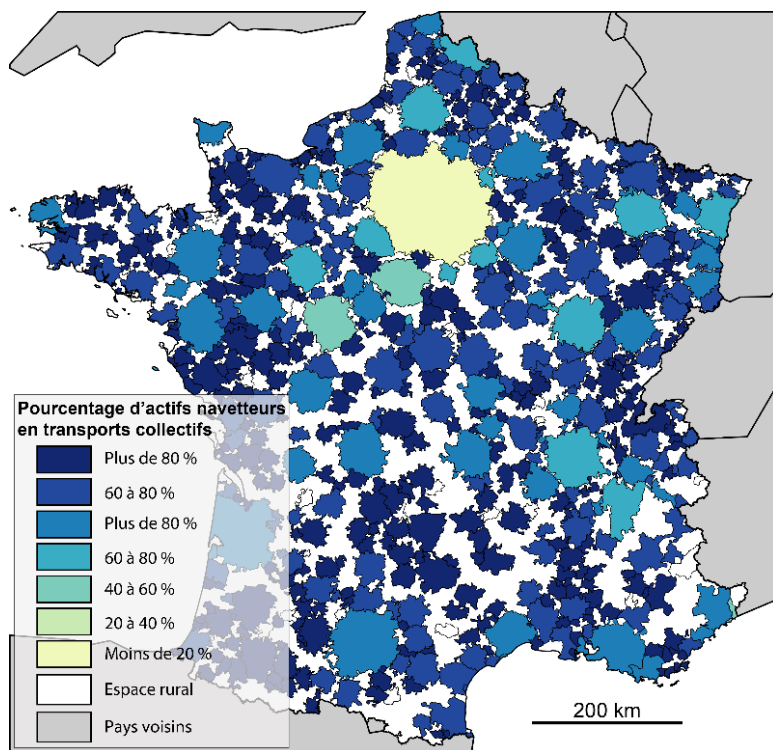 Pourcentage d'actifs navetteurs
en transports collectifs
Plus de 80 %
60 à 80 %
Plus de 80 %
60 à 80 %
40 à 60 %
20 à 40 %
Moins de 20 %
Espace rural
Pays voisins
200 km